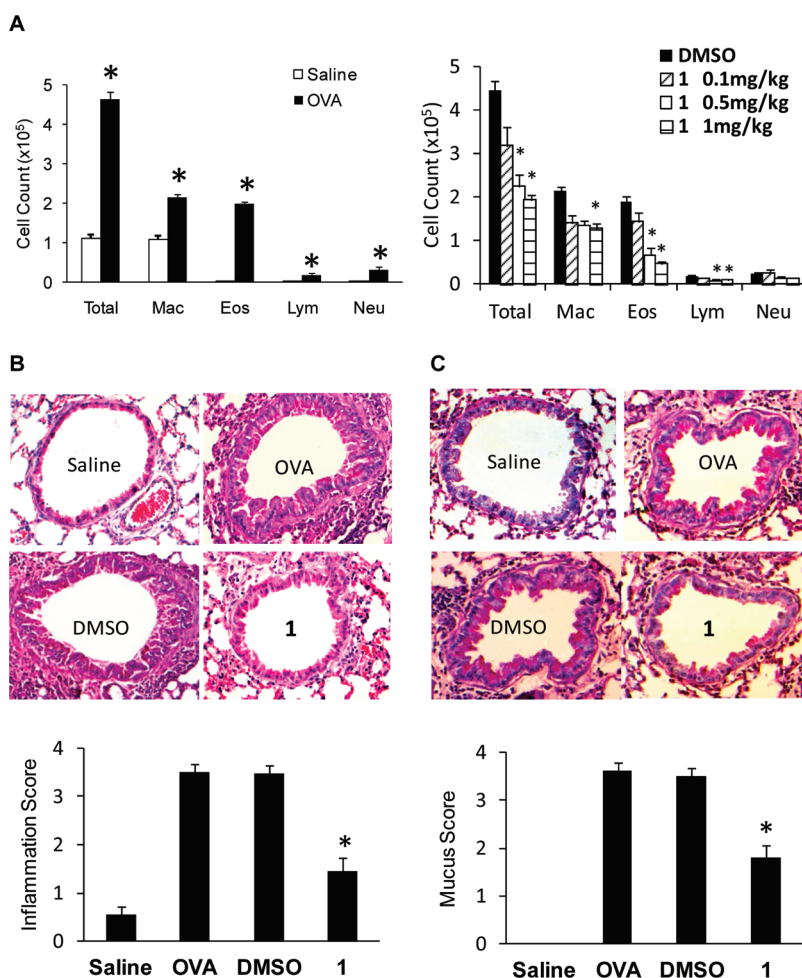 A
Cell Count (x10⁵)
5
4
3
2
1
0
Saline
OVA
*
*
*
*
*
Total Mac Eos Lym Neu
Cell Count (x10⁵)
5
4
3
2
1
0
DMSO
1 0.1mg/kg
1 0.5mg/kg
1 1mg/kg
* *
*
* *
* *
Total Mac Eos Lym Neu
B
Saline
OVA
DMSO
1
Inflammation Score
4
3
2
1
0
*
Saline OVA DMSO 1
C
Saline
OVA
DMSO
1
Mucus Score
4
3
2
1
0
*
Saline OVA DMSO 1